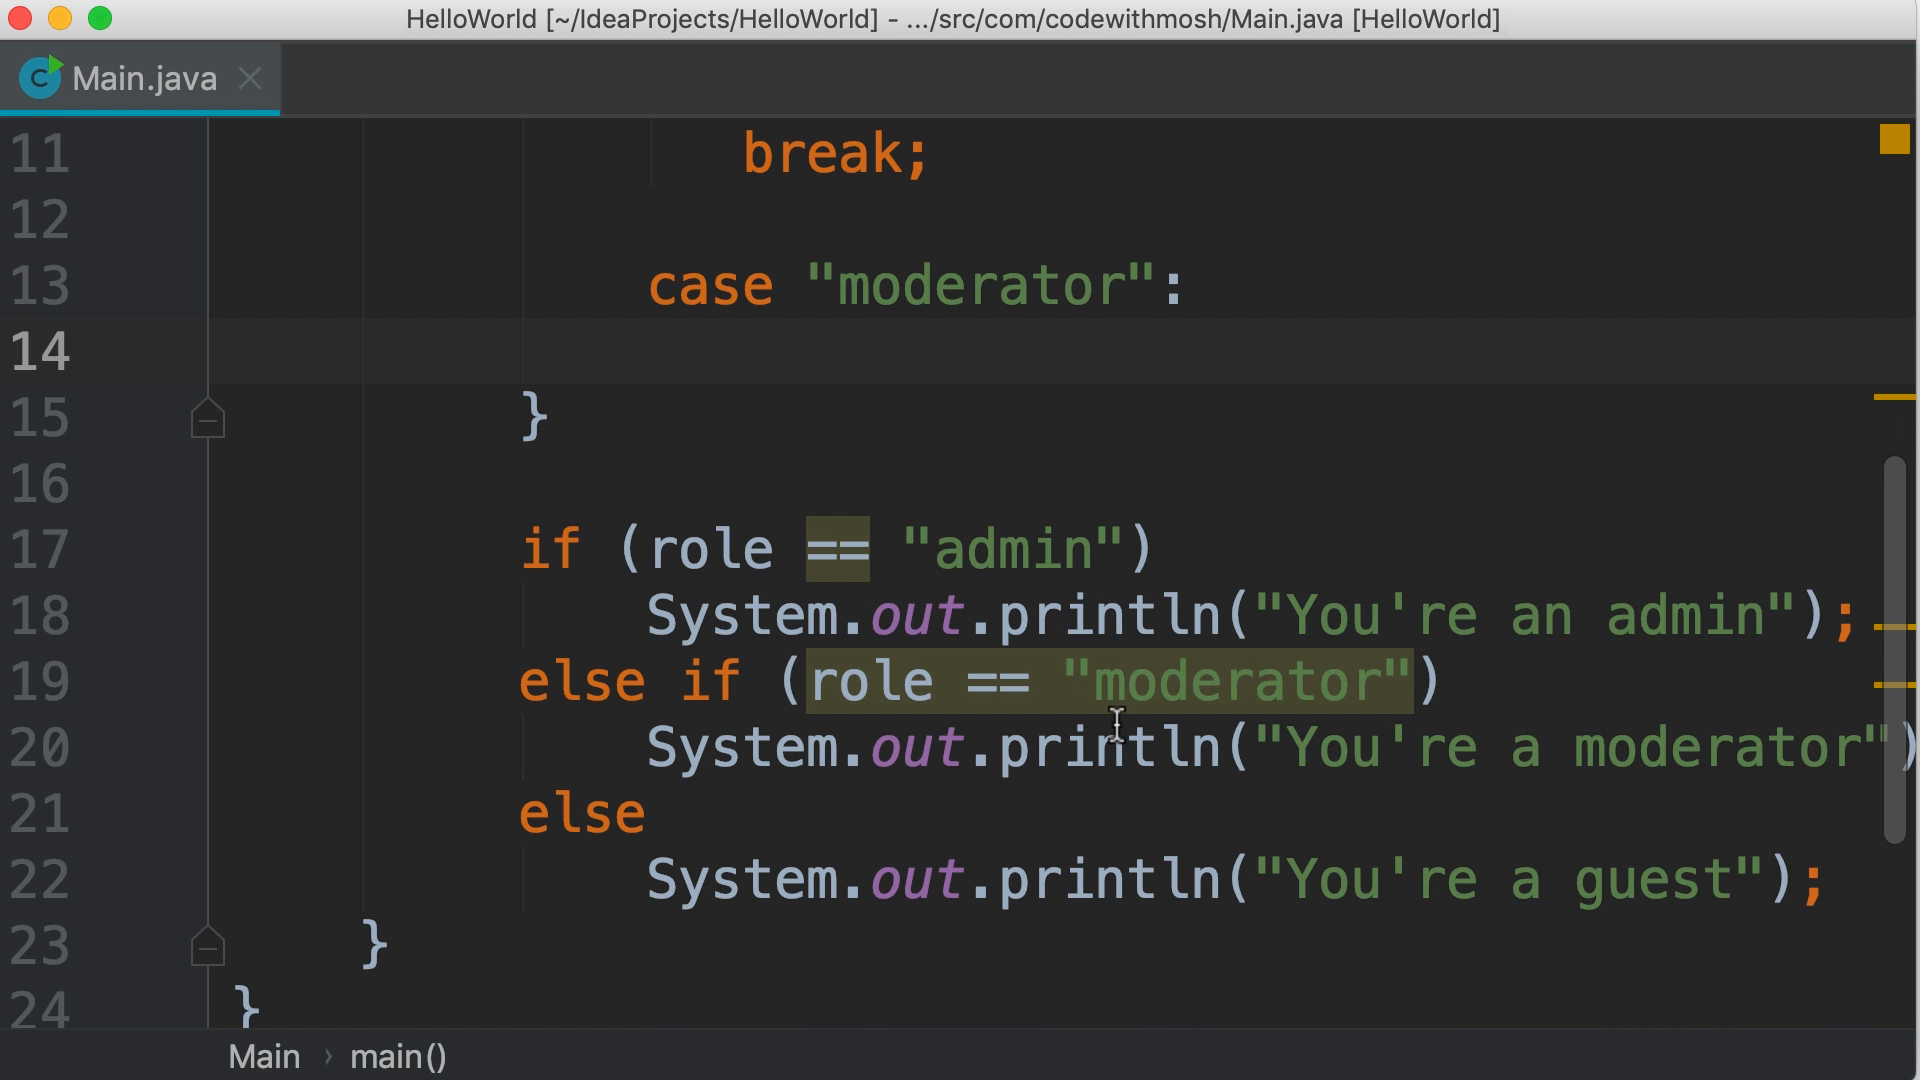 HelloWorld [~/IdeaProjects/HelloWorld] - .../src/com/codewithmosh/Main.java [HelloWorld]
Main.java
11 break;
12
13 case "moderator":
14
15 }
16
17 if (role == "admin")
18 System.out.println("You're an admin");
19 else if (role == "moderator")
20 System.out.println("You're a moderator")
21 else
22 System.out.println("You're a guest");
23 }
24 }
Main › main()